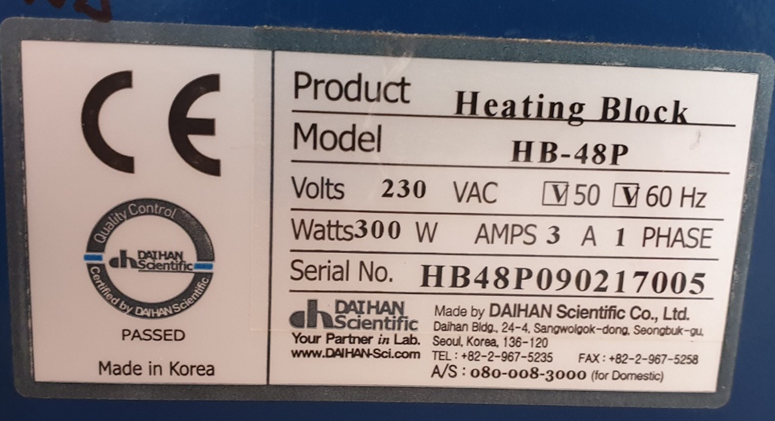 CE
Quality Control
dh DAIHAN Scientific
Certified by DAIHAN Scientific
PASSED
Made in Korea
Product Heating Block
Model HB-48P
Volts 230 VAC V 50 V 60 Hz
Watts 300 W AMPS 3 A 1 PHASE
Serial No. HB48P090217005
dh DAIHAN Scientific
Your Partner in Lab.
www.DAIHAN-Sci.com
Made by DAIHAN Scientific Co., Ltd.
Daihan Bldg., 24-4, Sangwolgok-dong, Seongbuk-gu,
Seoul, Korea, 136-120
TEL : +82-2-967-5235 FAX : +82-2-967-5258
A/S : 080-008-3000 (for Domestic)